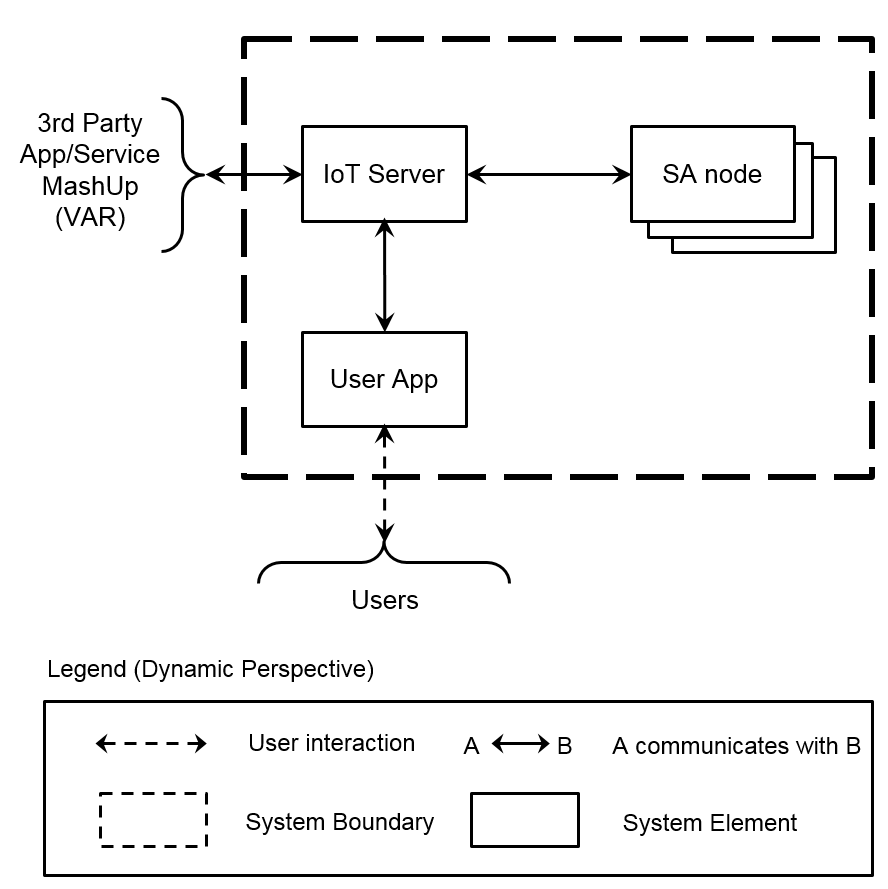 3rd Party
App/Service
MashUp
(VAR)
IoT Server
SA node
User App
Users
Legend (Dynamic Perspective)
User interaction
A B A communicates with B
System Boundary
System Element